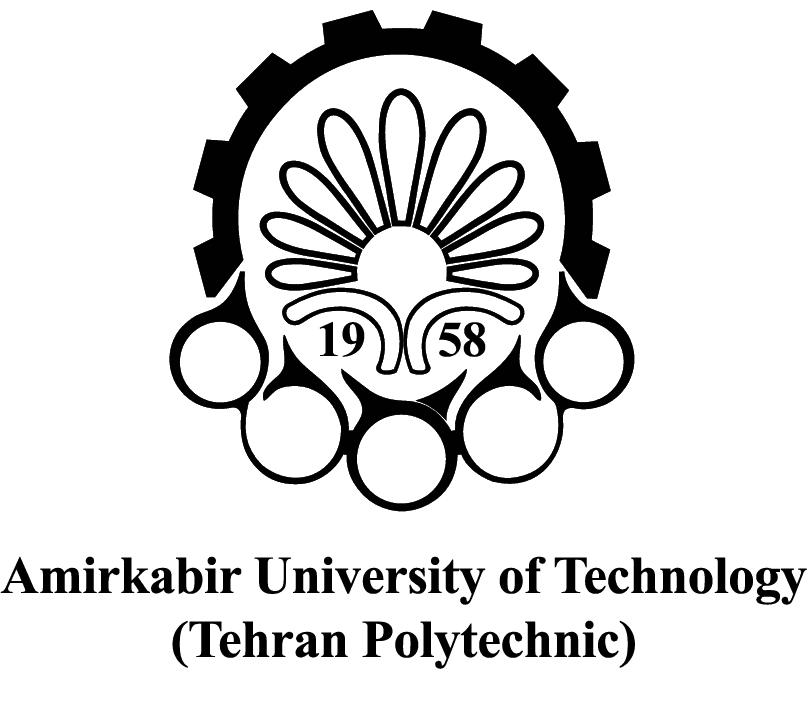 19 58
Amirkabir University of Technology
(Tehran Polytechnic)